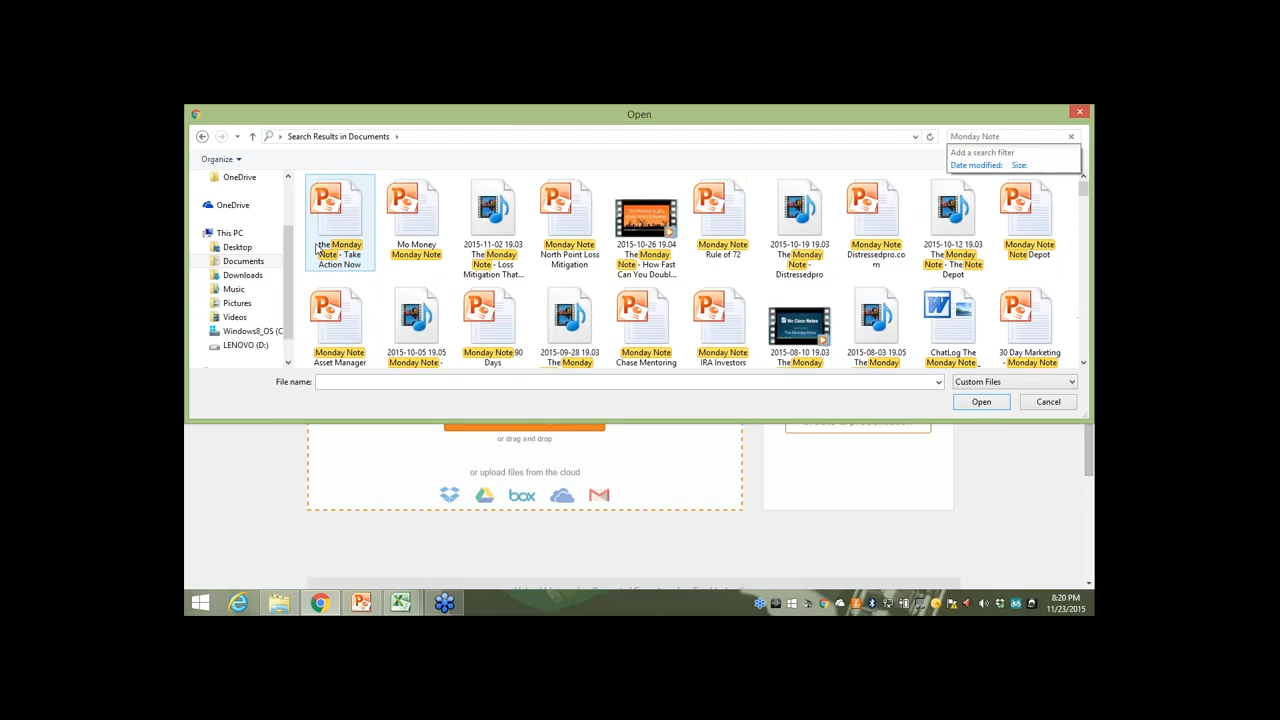 Open
Search Results in Documents
Monday Note
Organize
Add a search filter
Date modified: Size:
OneDrive
OneDrive
This PC
Desktop
Documents
Downloads
Music
Pictures
Videos
Windows8_OS (C
LENOVO (D:)
the Monday
Note - Take
Action Now
Mo Money
Monday Note
2015-11-02 19.03
The Monday
Note - Loss
Mitigation That...
Monday Note
North Point Loss
Mitigation
2015-10-26 19.04
The Monday
Note - How Fast
Can You Doubl...
Monday Note
Rule of 72
2015-10-19 19.03
The Monday
Note -
Distressedpro
Monday Note
Distressedpro.co
m
2015-10-12 19.03
The Monday
Note - The Note
Depot
Monday Note
Note Depot
Monday Note
Asset Manager
2015-10-05 19.05
Monday Note -
Monday Note 90
Days
2015-09-28 19.03
The Monday
Monday Note
Chase Mentoring
Monday Note
IRA Investors
We Close Notes
2015-08-10 19.03
The Monday
2015-08-03 19.05
The Monday
ChatLog The
Monday Note
30 Day Marketing
- Monday Note
File name:
Custom Files
Open
Cancel
or drag and drop
or upload files from the cloud
box
8:20 PM
11/23/2015